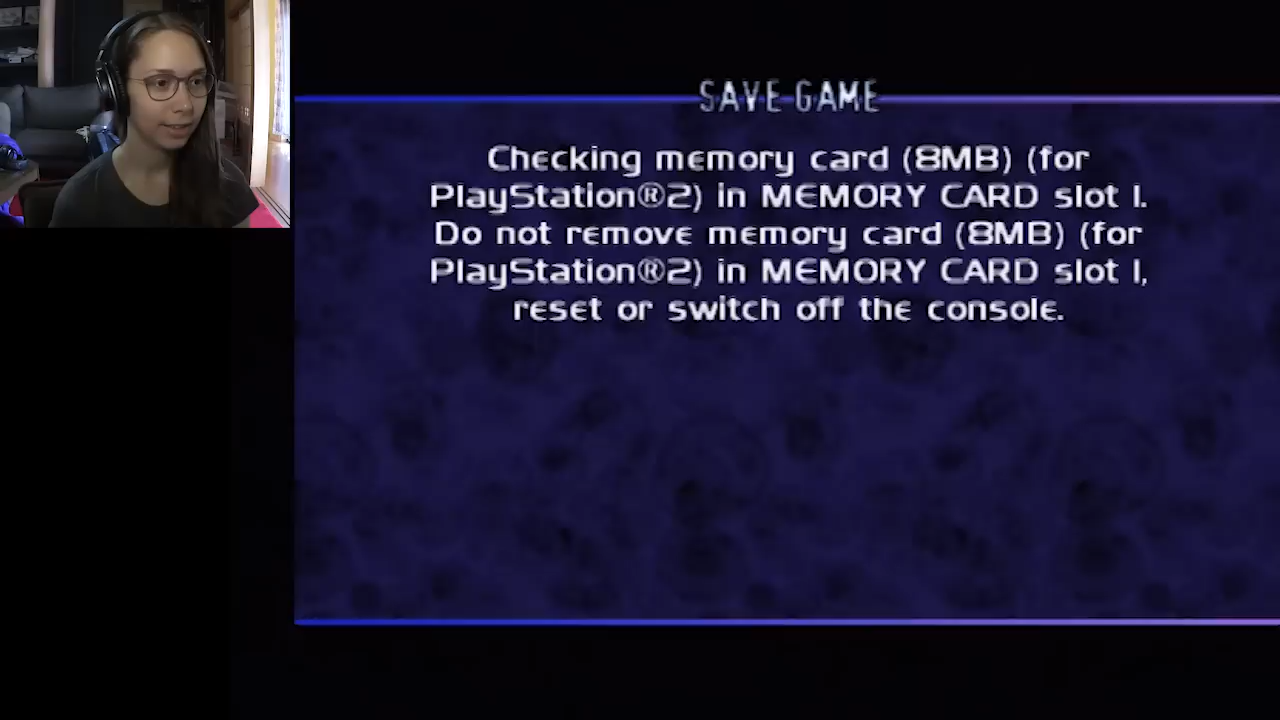 SAVE GAME
Checking memory card (8MB) (for
PlayStation®2) in MEMORY CARD slot 1.
Do not remove memory card (8MB) (for
PlayStation®2) in MEMORY CARD slot 1,
reset or switch off the console.